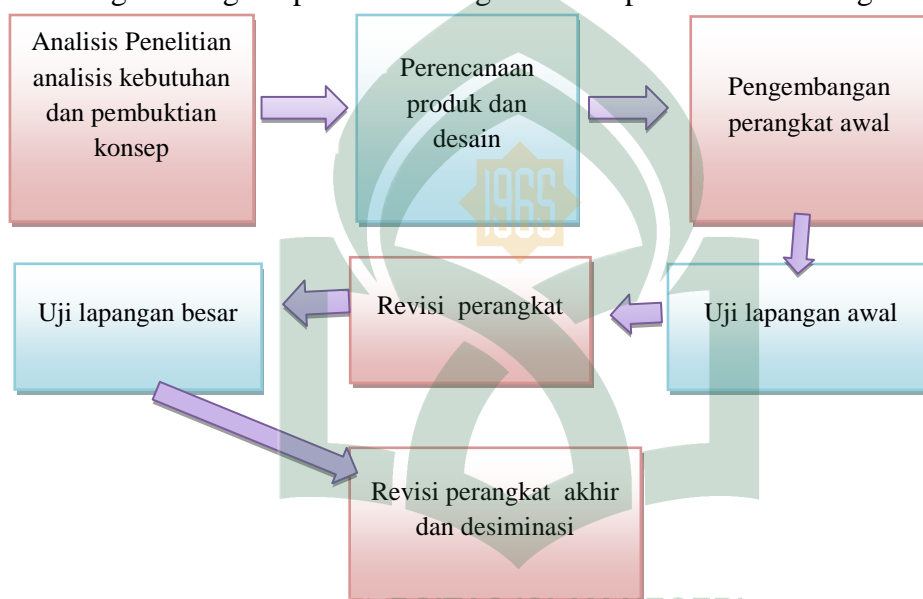 Analisis Penelitian
analisis kebutuhan
dan pembuktian
konsep
Perencanaan
produk dan
desain
Pengembangan
perangkat awal
1965
Uji lapangan besar
Revisi perangkat
Uji lapangan awal
Revisi perangkat akhir
dan desiminasi